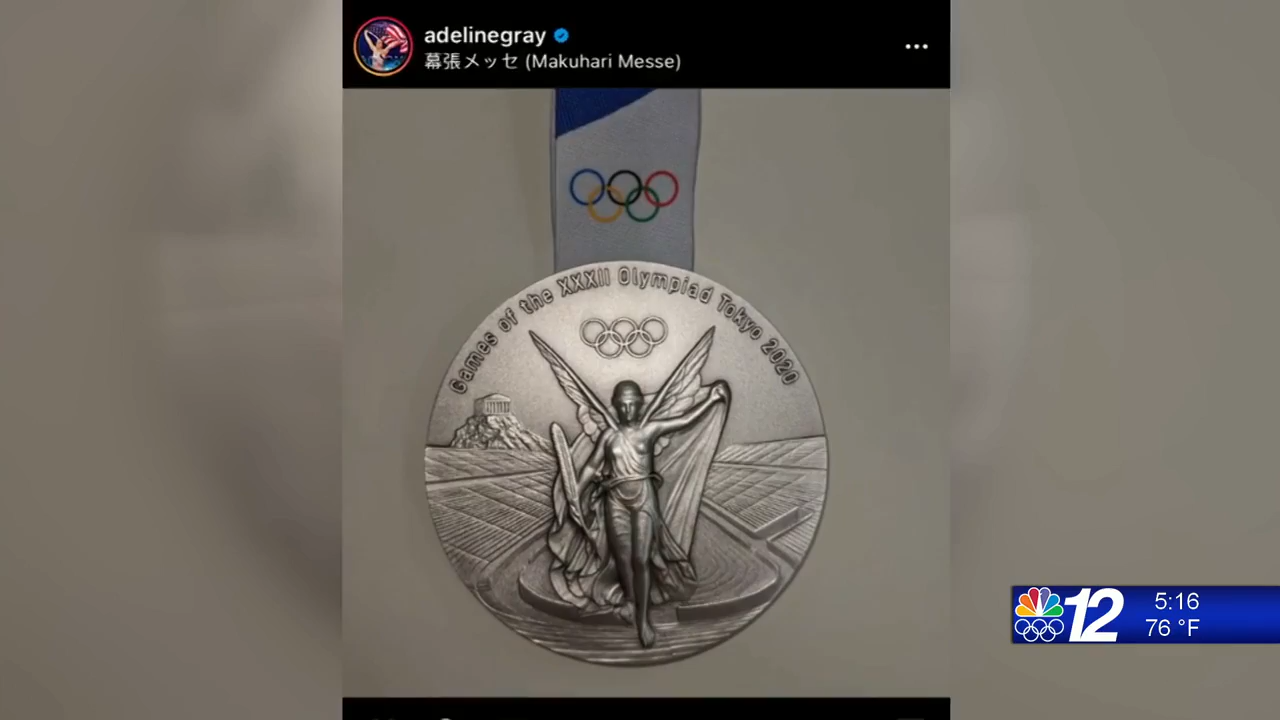 adelinegray
幕張メッセ (Makuhari Messe)
Games of the XXXII Olympiad Tokyo 2020
12
5:16
76 °F